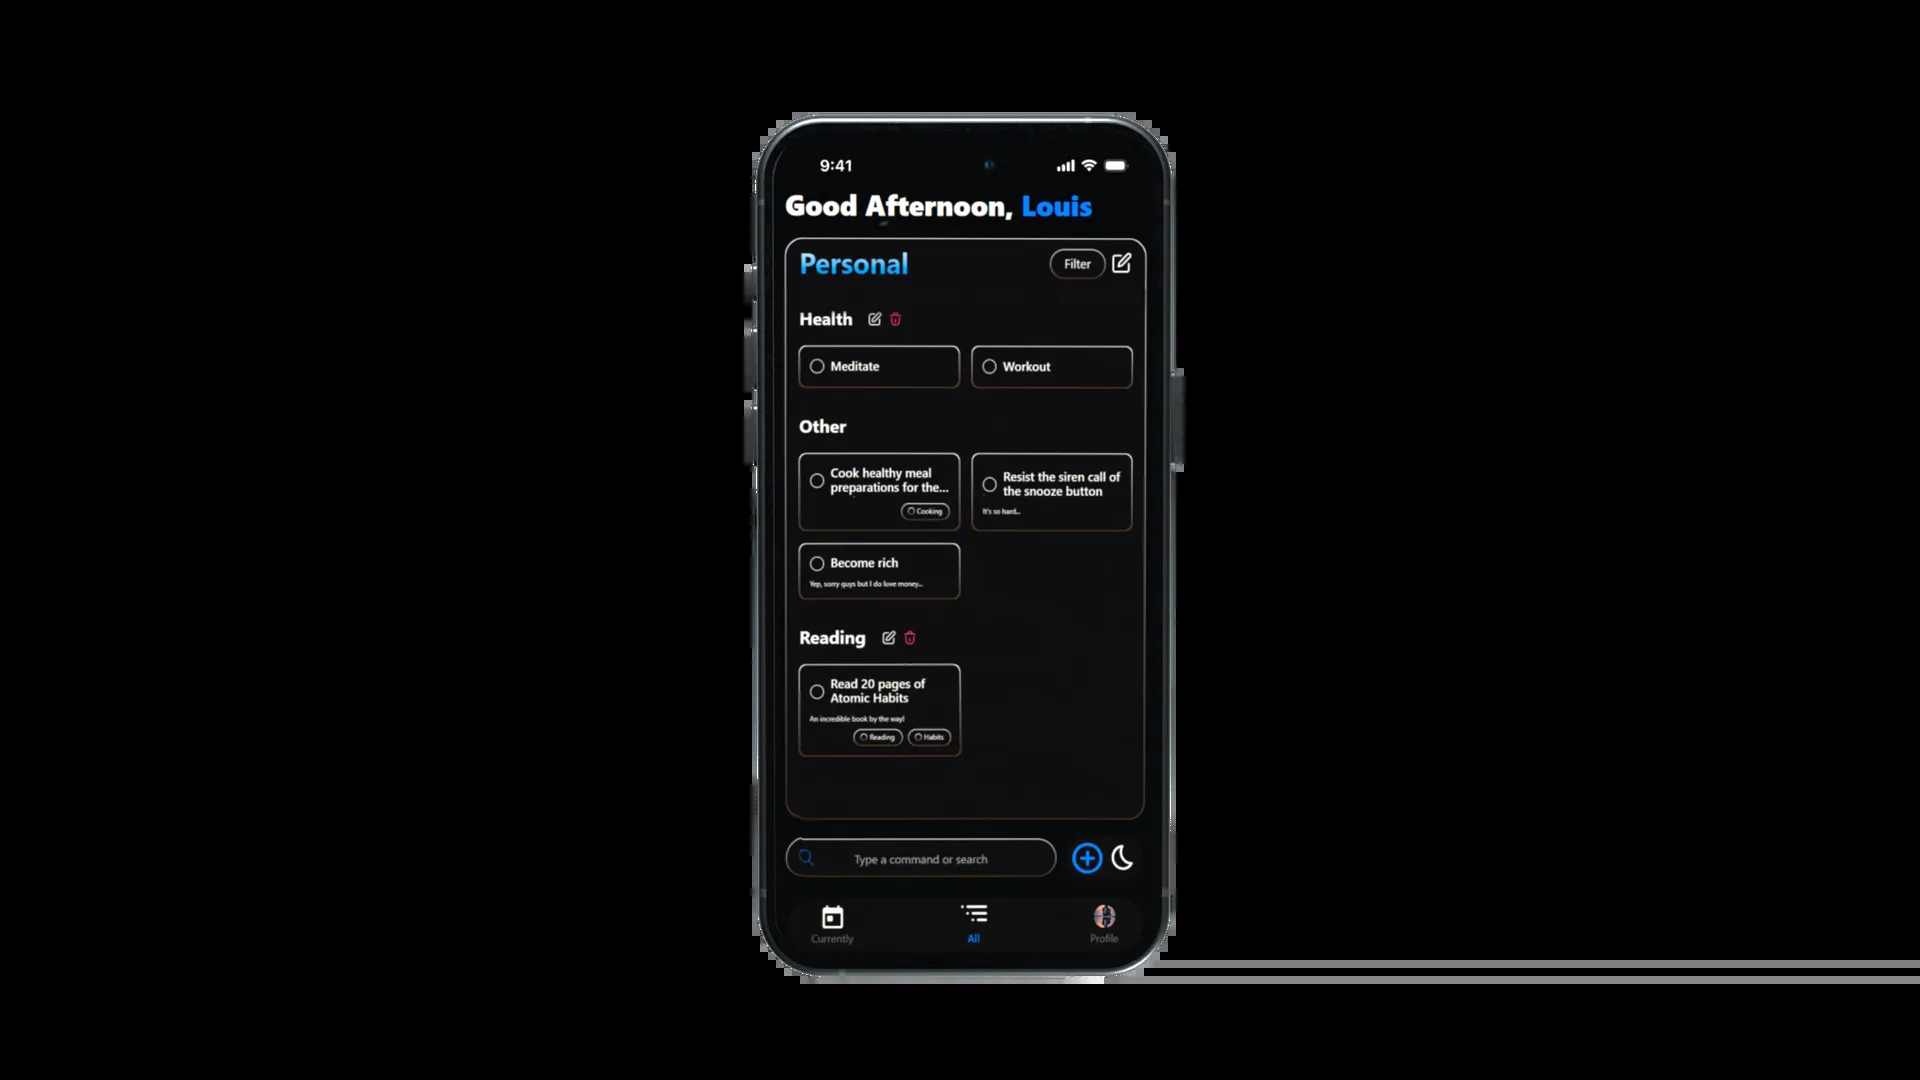 9:41
Good Afternoon, Louis
Personal
Filter
Health
Meditate
Workout
Other
Cook healthy meal
preparations for the...
Cooking
Resist the siren call of
the snooze button
It's so hard...
Become rich
Yep, sorry guys but I do love money...
Reading
Read 20 pages of
Atomic Habits
An incredible book by the way!
Reading
Habits
Type a command or search
Currently
All
Profile